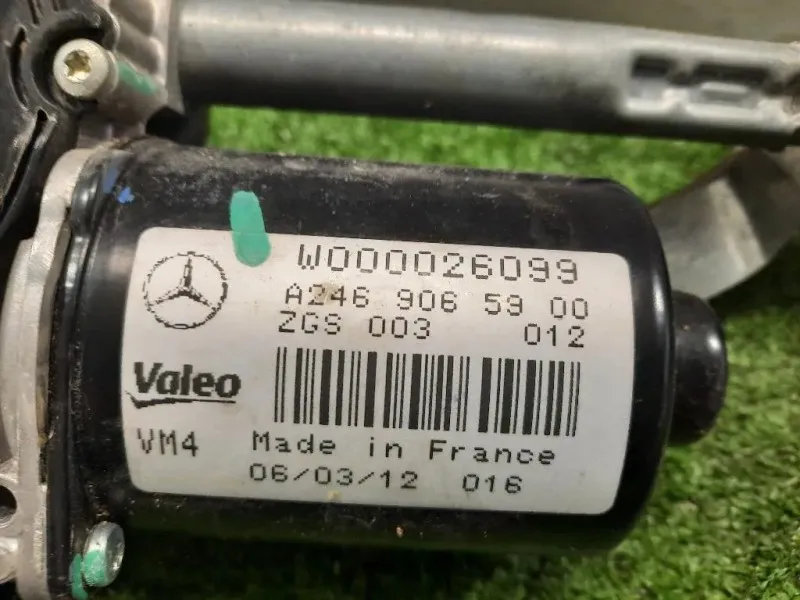 W000026099
A246 906 59 00
ZGS 003 012
Valeo
VM4 Made in France
06/03/12 016